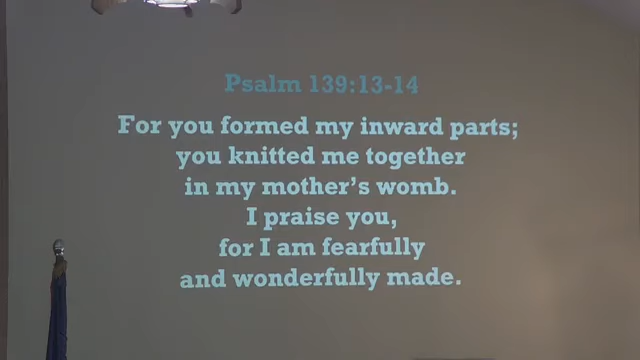 Psalm 139:13-14
For you formed my inward parts;
you knitted me together
in my mother’s womb.
I praise you,
for I am fearfully
and wonderfully made.